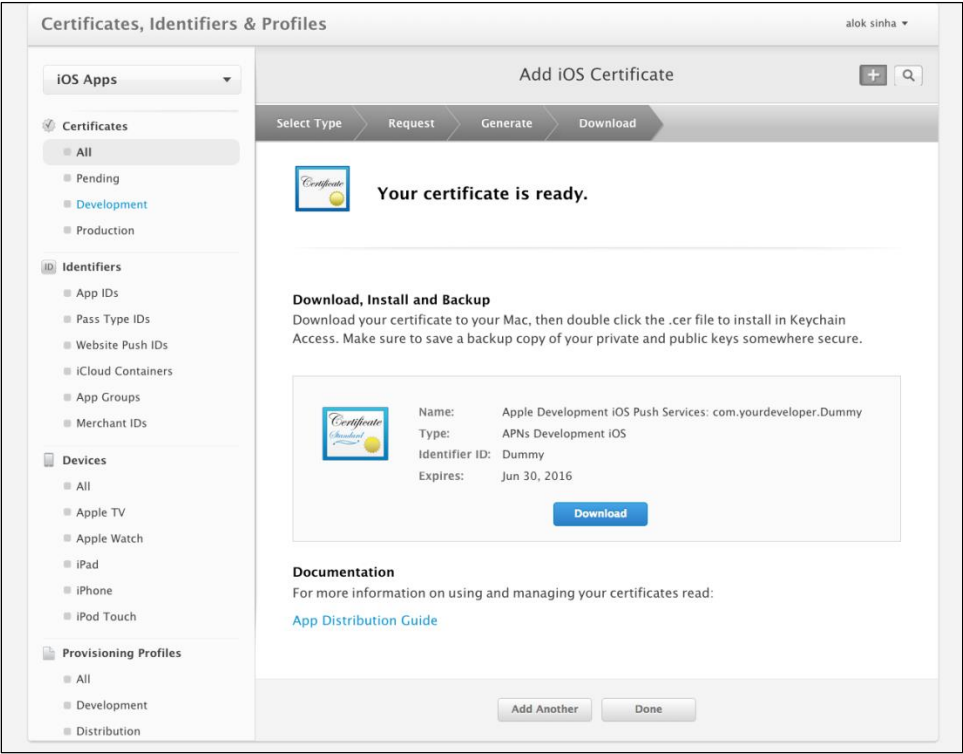 Certificates, Identifiers & Profiles
alok sinha
iOS Apps
Certificates
All
Pending
Development
Production
ID Identifiers
App IDs
Pass Type IDs
Website Push IDs
iCloud Containers
App Groups
Merchant IDs
Devices
All
Apple TV
Apple Watch
iPad
iPhone
iPod Touch
Provisioning Profiles
All
Development
Distribution
Add iOS Certificate
Select Type Request Generate Download
Certificate
Your certificate is ready.
Download, Install and Backup
Download your certificate to your Mac, then double click the .cer file to install in Keychain
Access. Make sure to save a backup copy of your private and public keys somewhere secure.
Certificate
Standard
Name: Apple Development iOS Push Services: com.yourdeveloper.Dummy
Type: APNs Development iOS
Identifier ID: Dummy
Expires: Jun 30, 2016
Download
Documentation
For more information on using and managing your certificates read:
App Distribution Guide
Add Another Done